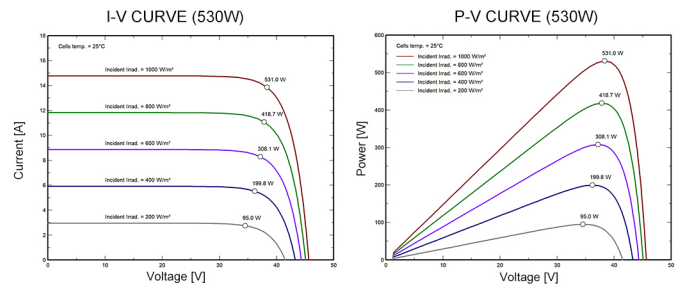 I-V CURVE (530W)
Cells temp. = 25°C
Incident Irrad. = 1000 W/m²
531.0 W
Incident Irrad. = 800 W/m²
418.7 W
Incident Irrad. = 600 W/m²
308.1 W
Incident Irrad. = 400 W/m²
199.8 W
Incident Irrad. = 200 W/m²
95.0 W
Current [A]
18
16
14
12
10
8
6
4
2
0
0
10
20
30
40
50
Voltage [V]
P-V CURVE (530W)
Cells temp. = 25°C
Incident Irrad. = 1000 W/m²
Incident Irrad. = 800 W/m²
Incident Irrad. = 600 W/m²
Incident Irrad. = 400 W/m²
Incident Irrad. = 200 W/m²
531.0 W
418.7 W
308.1 W
199.8 W
95.0 W
Power [W]
600
500
400
300
200
100
0
0
10
20
30
40
50
Voltage [V]